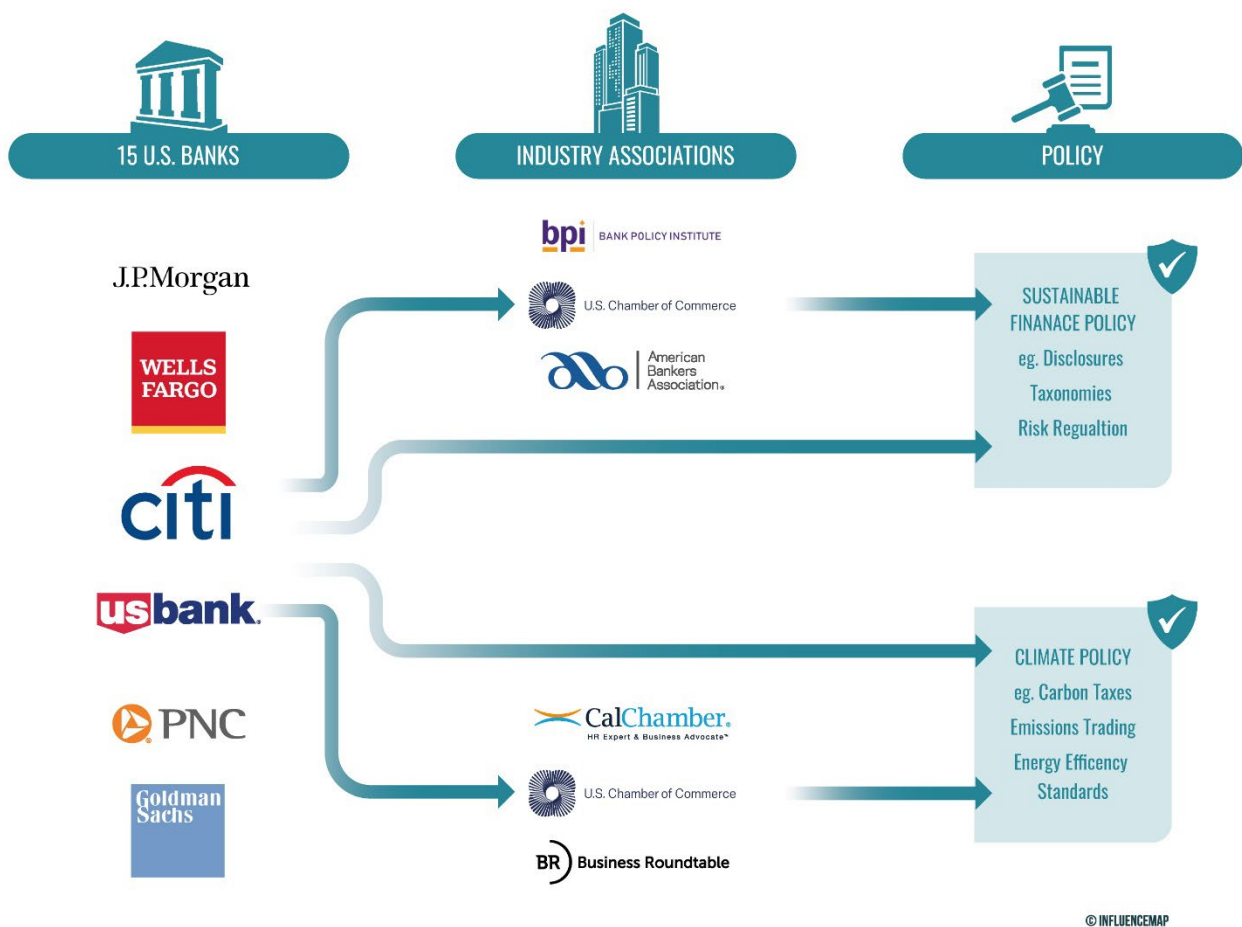 15 U.S. BANKS
INDUSTRY ASSOCIATIONS
POLICY
J.P.Morgan
WELLS
FARGO
citi
usbank.
PNC
Goldman
Sachs
bpi BANK POLICY INSTITUTE
U.S. Chamber of Commerce
American
Bankers
Association®
CalChamber®
HR Expert & Business Advocate™
U.S. Chamber of Commerce
BR Business Roundtable
SUSTAINABLE
FINANACE POLICY
eg. Disclosures
Taxonomies
Risk Regualtion
CLIMATE POLICY
eg. Carbon Taxes
Emissions Trading
Energy Efficency
Standards
© INFLUENCEMAP